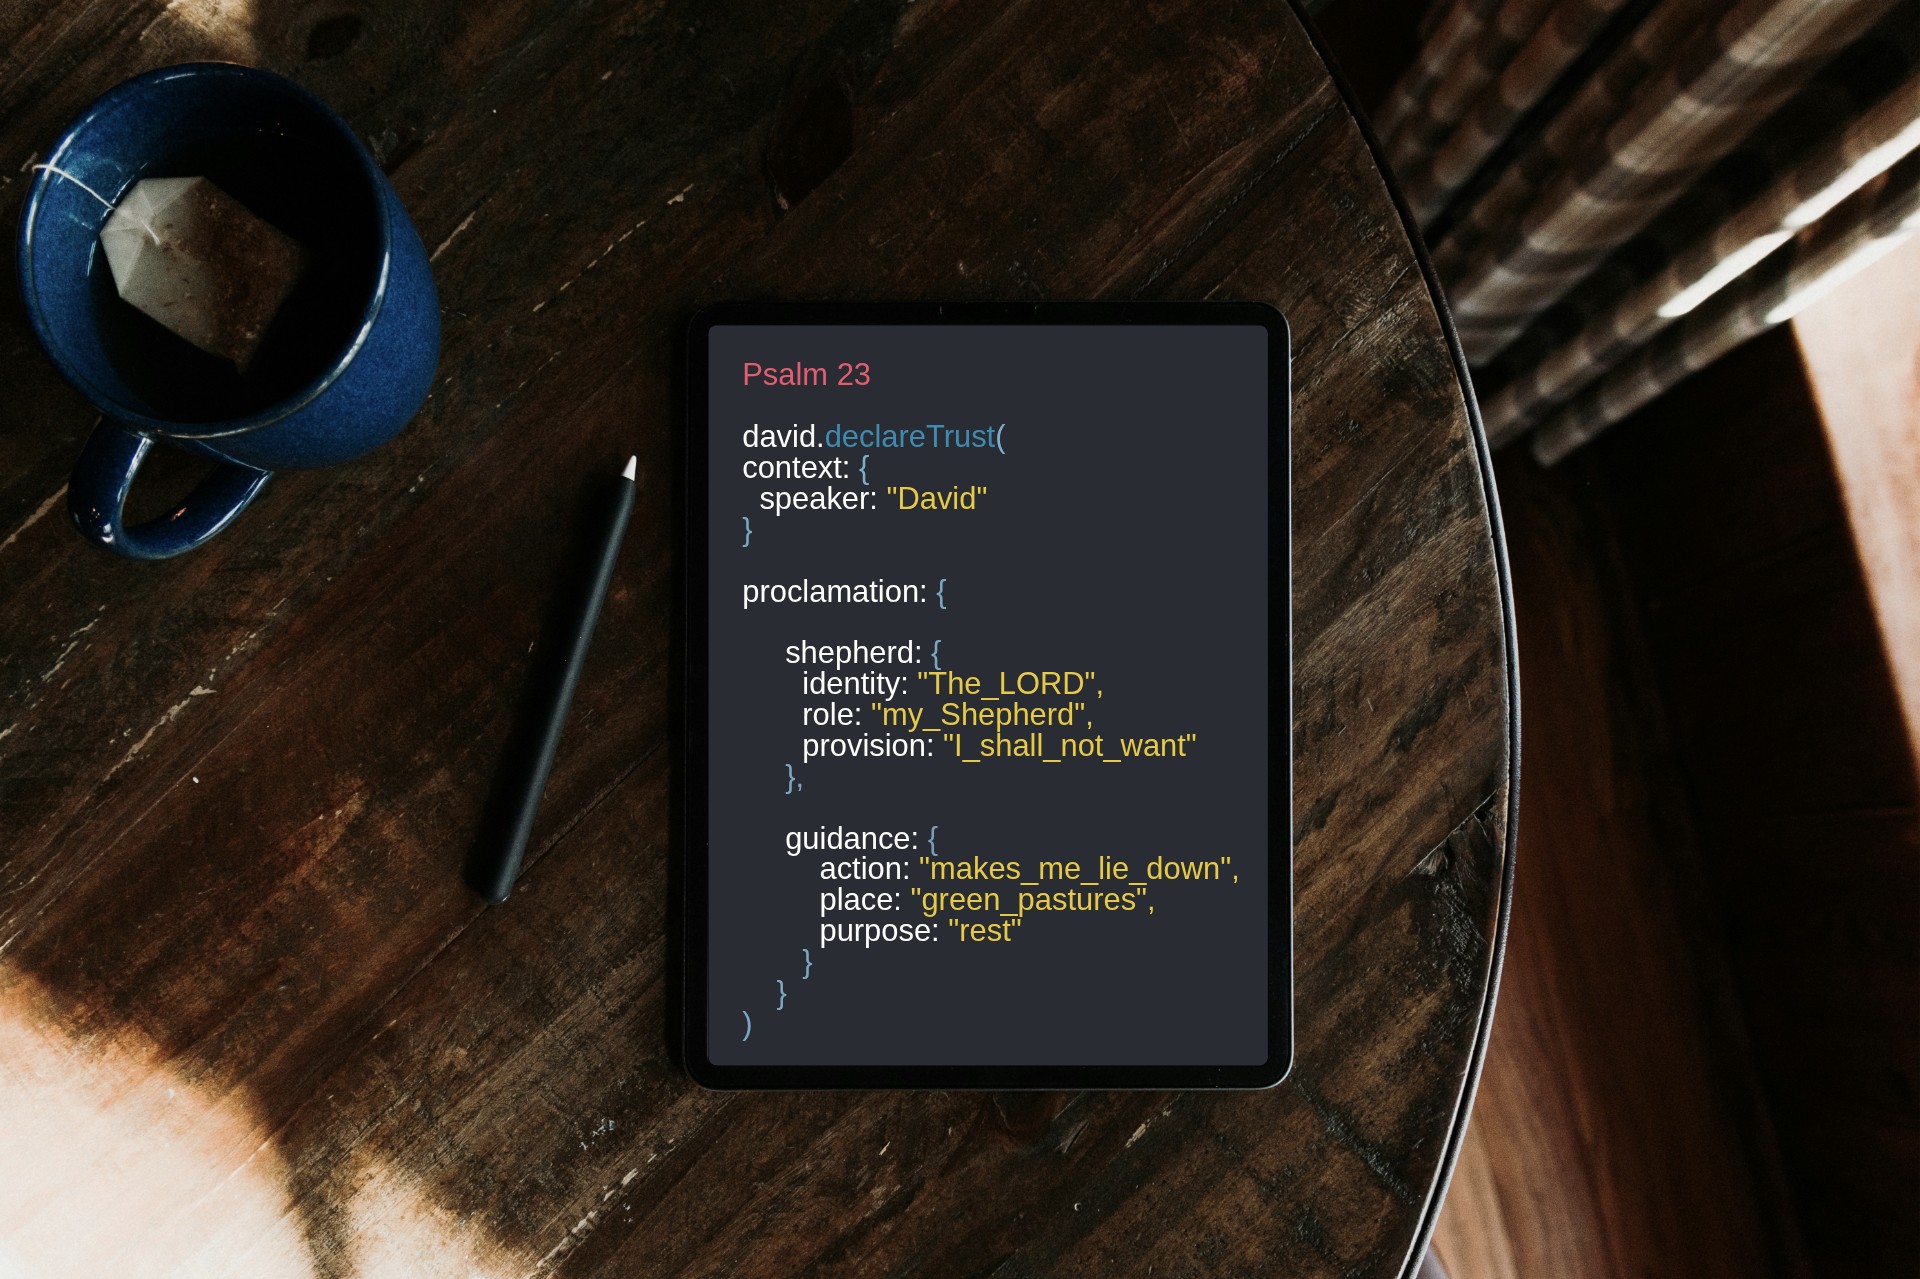 Psalm 23
david.declareTrust(
context: {
speaker: "David"
}
proclamation: {
shepherd: {
identity: "The_LORD",
role: "my_Shepherd",
provision: "I_shall_not_want"
},
guidance: {
action: "makes_me_lie_down",
place: "green_pastures",
purpose: "rest"
}
}
)